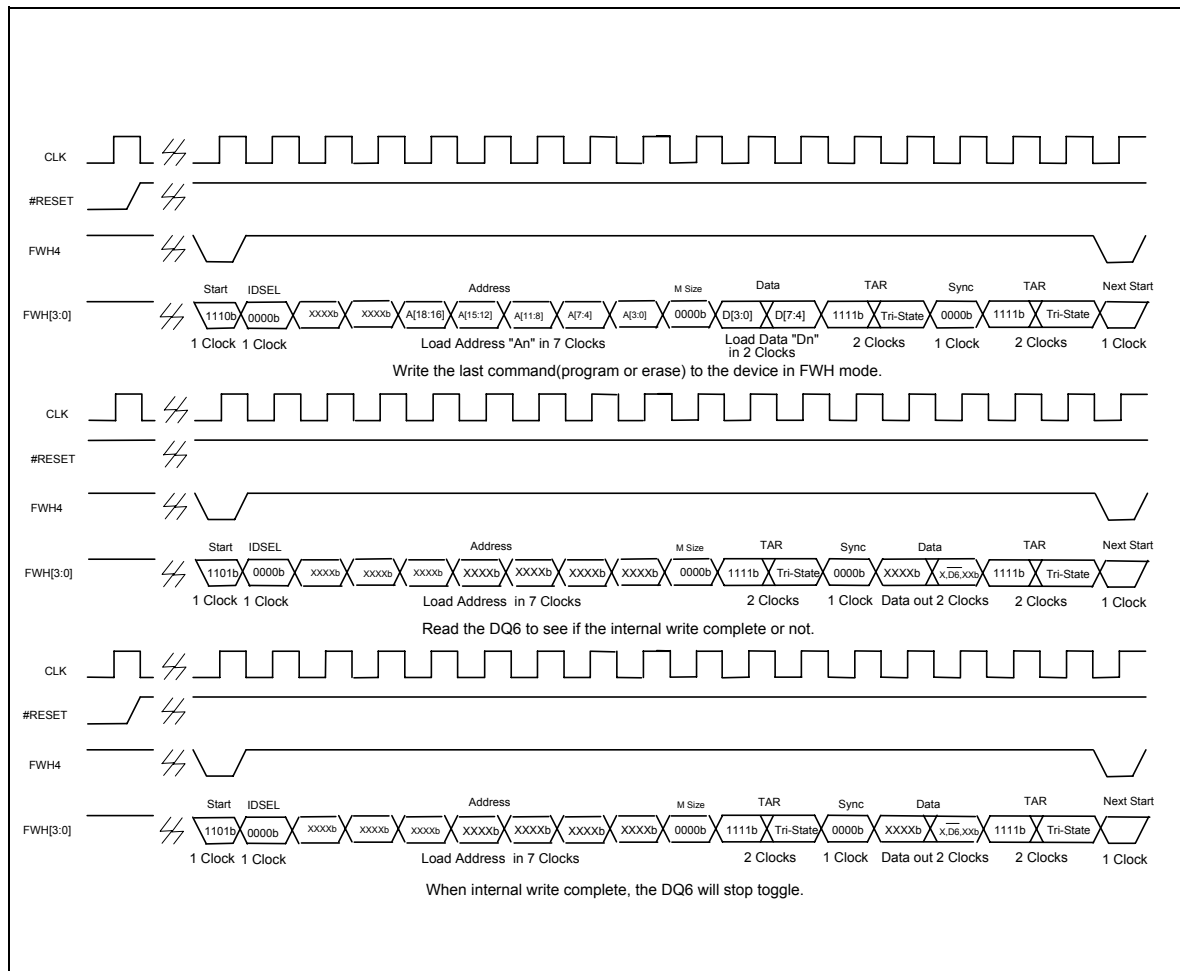 CLK
#RESET
FWH4
Start IDSEL Address M Size Data TAR Sync TAR Next Start
FWH[3:0] 1110b 0000b XXXXb XXXXb A[18:16] A[15:12] A[11:8] A[7:4] A[3:0] 0000b D[3:0] D[7:4] 1111b Tri-State 0000b 1111b Tri-State
1 Clock 1 Clock Load Address "An" in 7 Clocks Load Data "Dn" in 2 Clocks 2 Clocks 1 Clock 2 Clocks 1 Clock
Write the last command(program or erase) to the device in FWH mode.
CLK
#RESET
FWH4
Start IDSEL Address M Size TAR Sync Data TAR Next Start
FWH[3:0] 1101b 0000b XXXXb XXXXb XXXXb XXXXb XXXXb XXXXb XXXXb 0000b 1111b Tri-State 0000b XXXXb X,D6,XXb 1111b Tri-State
1 Clock 1 Clock Load Address in 7 Clocks 2 Clocks 1 Clock Data out 2 Clocks 2 Clocks 1 Clock
Read the DQ6 to see if the internal write complete or not.
CLK
#RESET
FWH4
Start IDSEL Address M Size TAR Sync Data TAR Next Start
FWH[3:0] 1101b 0000b XXXXb XXXXb XXXXb XXXXb XXXXb XXXXb XXXXb 0000b 1111b Tri-State 0000b XXXXb X,D6,XXb 1111b Tri-State
1 Clock 1 Clock Load Address in 7 Clocks 2 Clocks 1 Clock Data out 2 Clocks 2 Clocks 1 Clock
When internal write complete, the DQ6 will stop toggle.